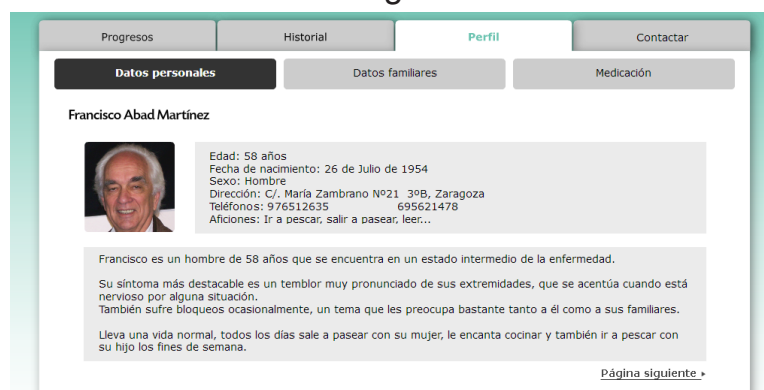 Progresos Historial Perfil Contactar
Datos personales Datos familiares Medicación
Francisco Abad Martínez
Edad: 58 años
Fecha de nacimiento: 26 de Julio de 1954
Sexo: Hombre
Dirección: C/. María Zambrano Nº21 3ºB, Zaragoza
Teléfonos: 976512635 695621478
Aficiones: Ir a pescar, salir a pasear, leer...
Francisco es un hombre de 58 años que se encuentra en un estado intermedio de la enfermedad.
Su síntoma más destacable es un temblor muy pronunciado de sus extremidades, que se acentúa cuando está
nervioso por alguna situación.
También sufre bloqueos ocasionalmente, un tema que les preocupa bastante tanto a él como a sus familiares.
Lleva una vida normal, todos los días sale a pasear con su mujer, le encanta cocinar y también ir a pescar con
su hijo los fines de semana.
Página siguiente